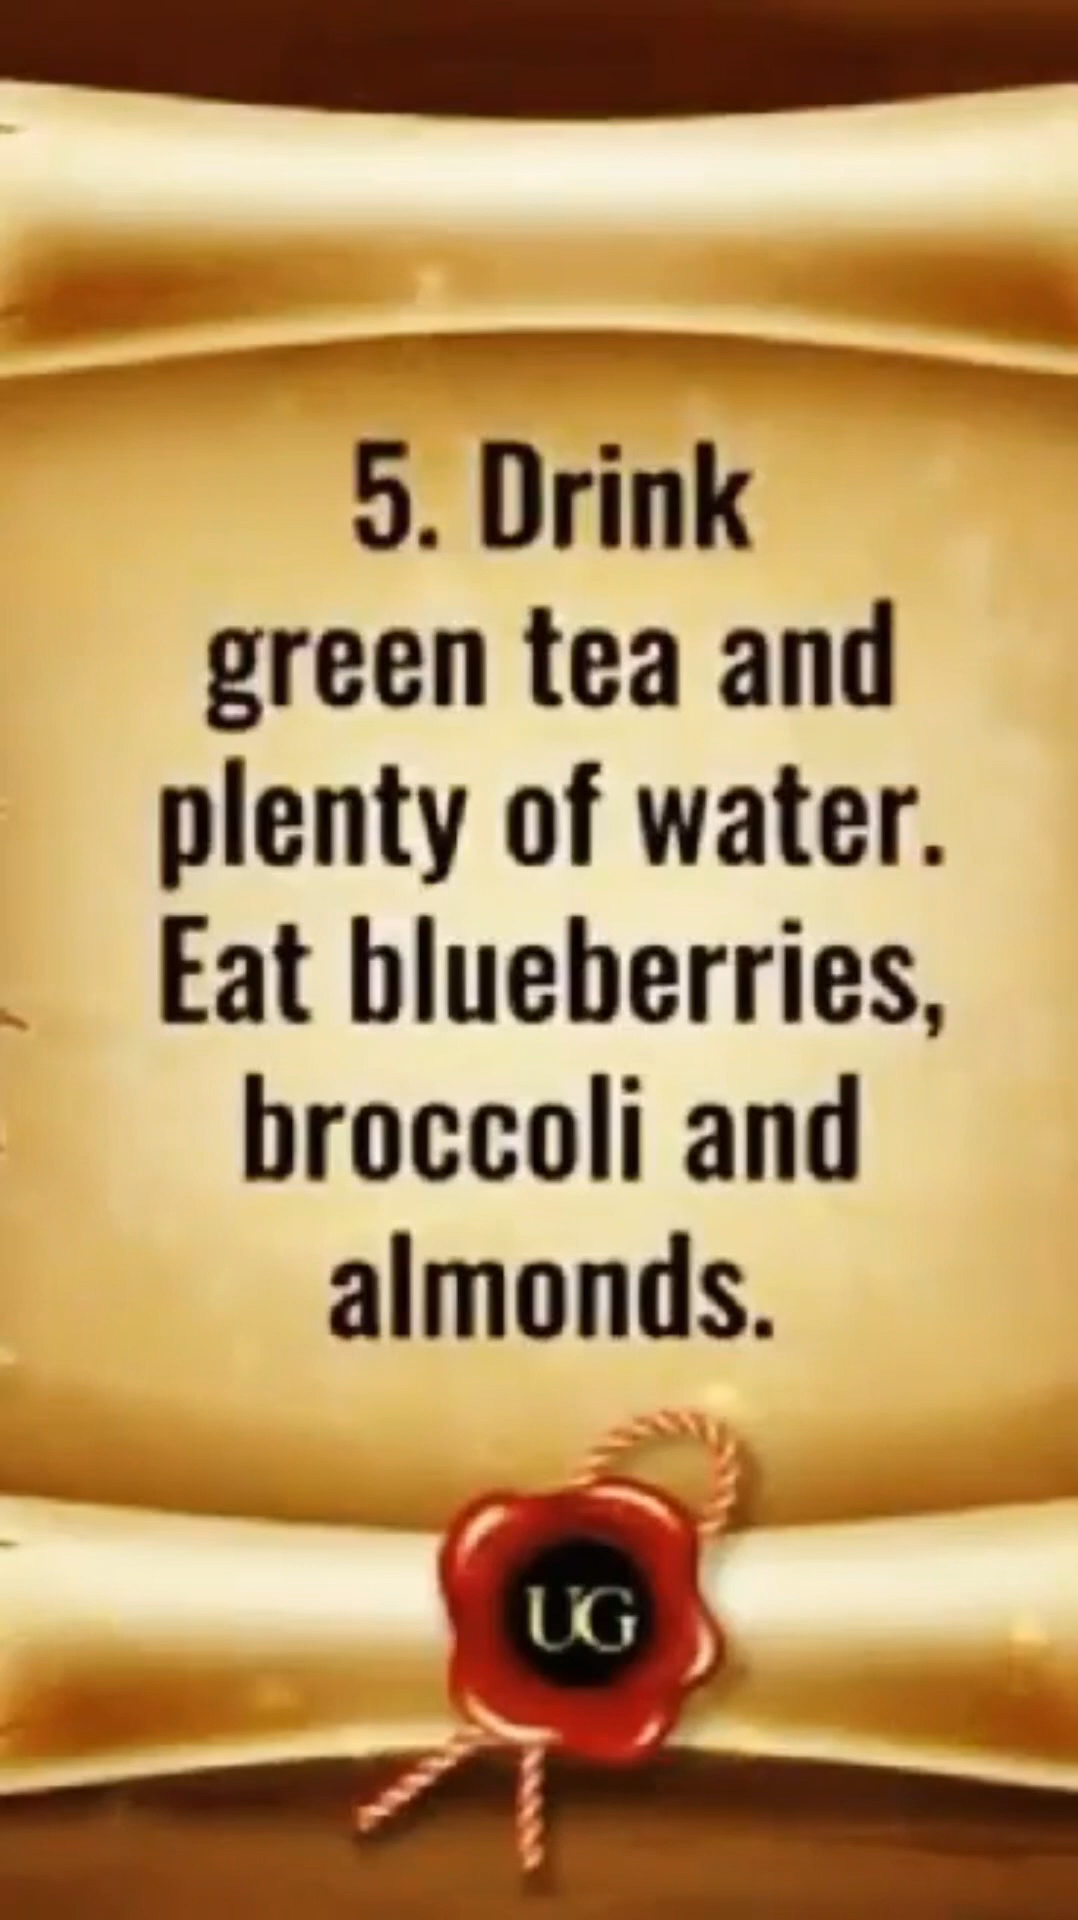 5. Drink
green tea and
plenty of water.
Eat blueberries,
broccoli and
almonds.
UG